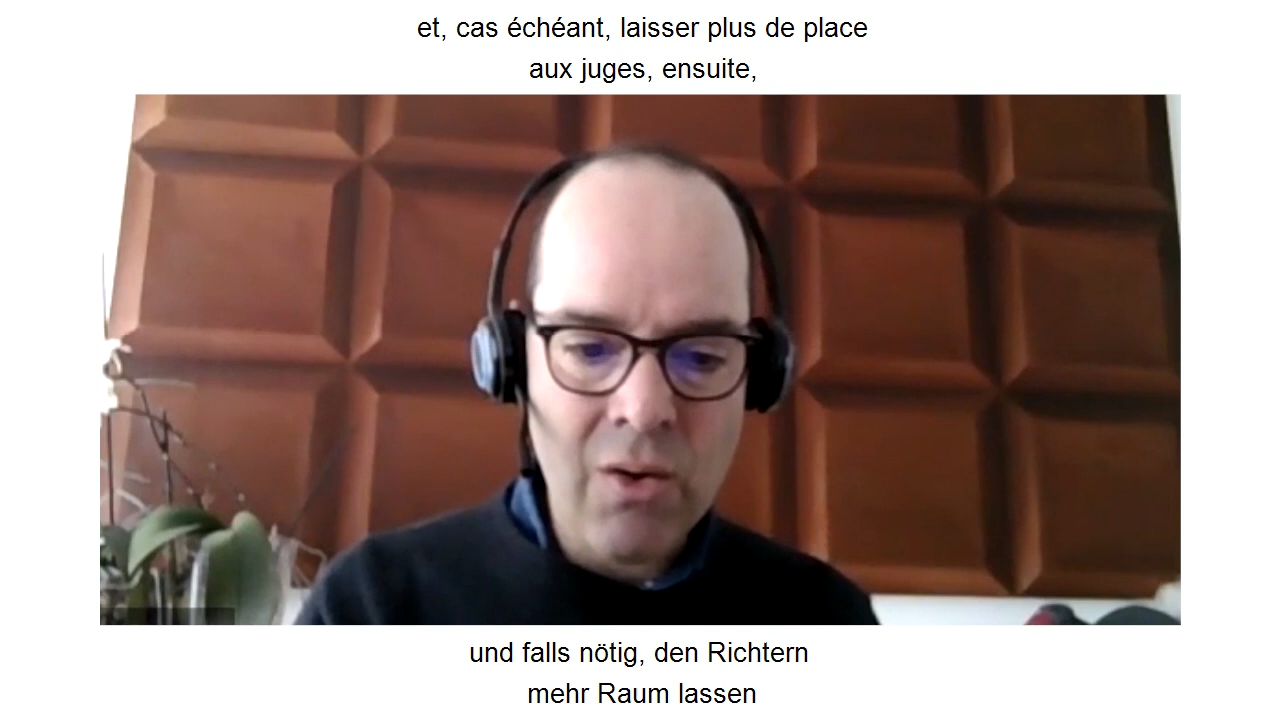 et, cas échéant, laisser plus de place
aux juges, ensuite,
und falls nötig, den Richtern
mehr Raum lassen